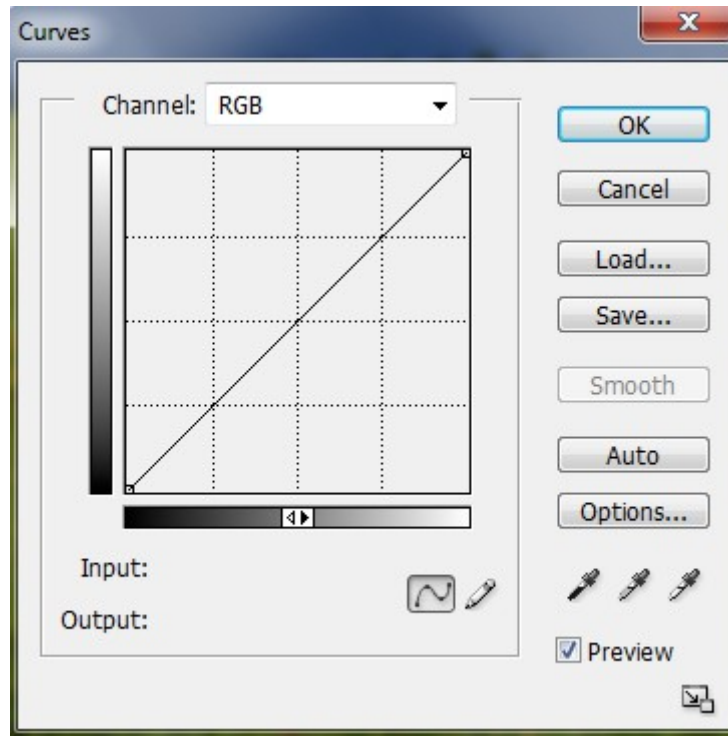 Curves
Channel: RGB
OK
Cancel
Load...
Save...
Smooth
Auto
Options...
Input:
Output:
Preview